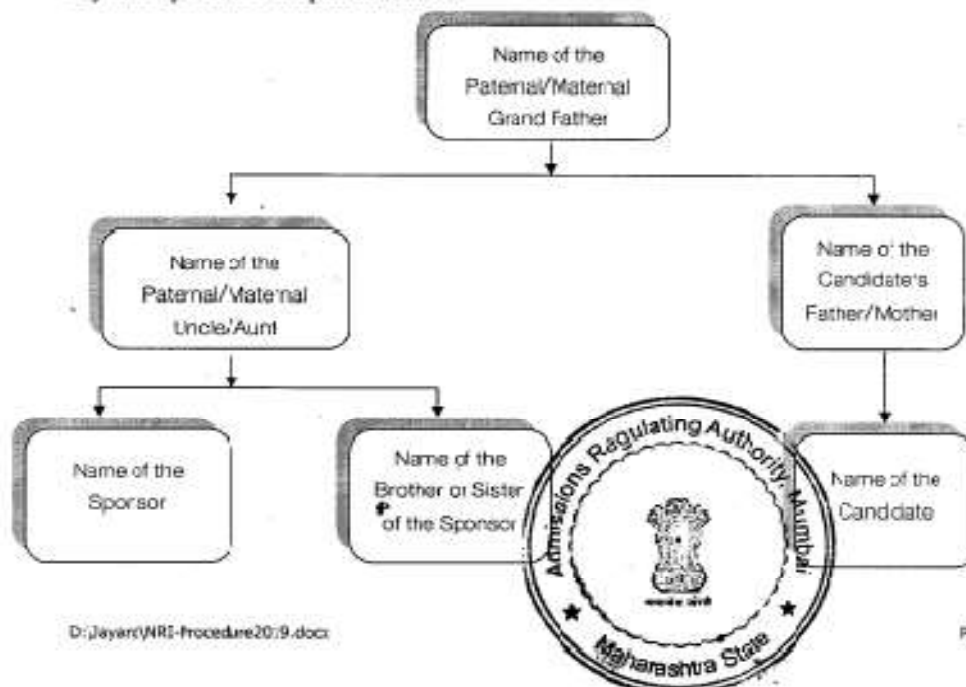 Name of the
Paternal/Maternal
Grand Father
Name of the
Paternal/Maternal
Uncle/Aunt
Name of the
Candidate's
Father/Mother
Name of the
Sponsor
Name of the
Brother or Sister
of the Sponsor
Name of the
Candidate
Admissions Ragulating Authority, Mumbai
Maharashtra State
D:\Jayant\NRI-Procedure2019.docx